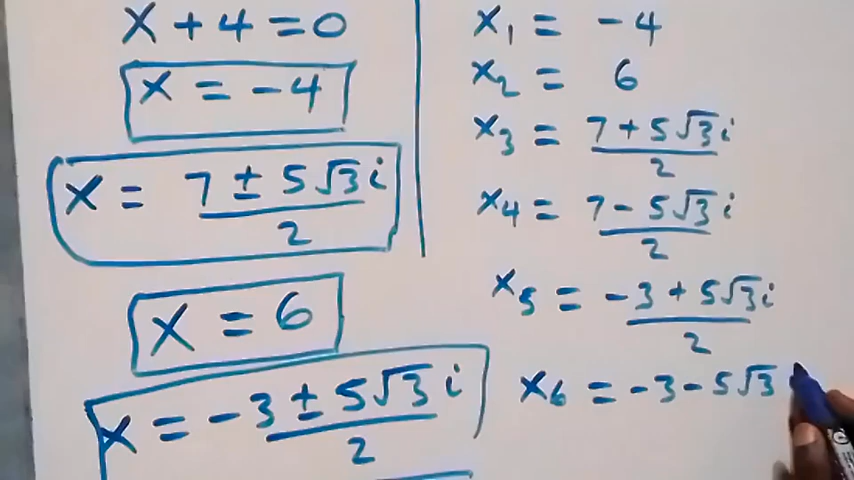 x + 4 = 0
x = -4
x = 7 ± 5√3 i
2
x = 6
x = -3 ± 5√3 i
2
x₁ = -4
x₂ = 6
x₃ = 7 + 5√3 i
2
x₄ = 7 - 5√3 i
2
x₅ = -3 + 5√3 i
2
x₆ = -3 - 5√3